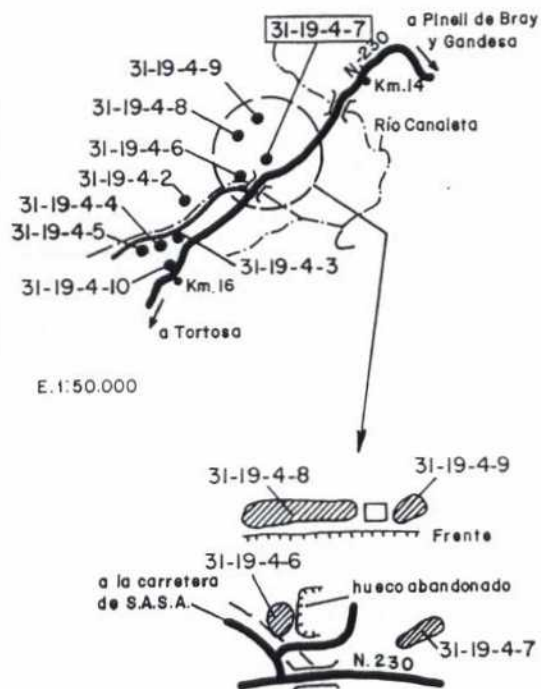 a Pinell de Bray
y Gandesa
31-19-4-7
N-230
31-19-4-9
Km.14
31-19-4-8
Río Canaleta
31-19-4-6
31-19-4-2
31-19-4-4
31-19-4-5
31-19-4-3
31-19-4-10
Km.16
a Tortosa
E.1:50.000
31-19-4-8
31-19-4-9
Frente
31-19-4-6
a la carretera
de S.A.S.A.
hueco abandonado
31-19-4-7
N.230